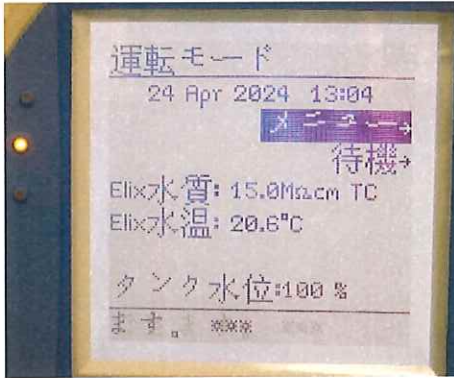 運転モード
24 Apr 2024 13:04
メニュー→
待機→
Elix水質: 15.0MΩcm TC
Elix水温: 20.6°C
タンク水位:100 %
ます。 ※※※